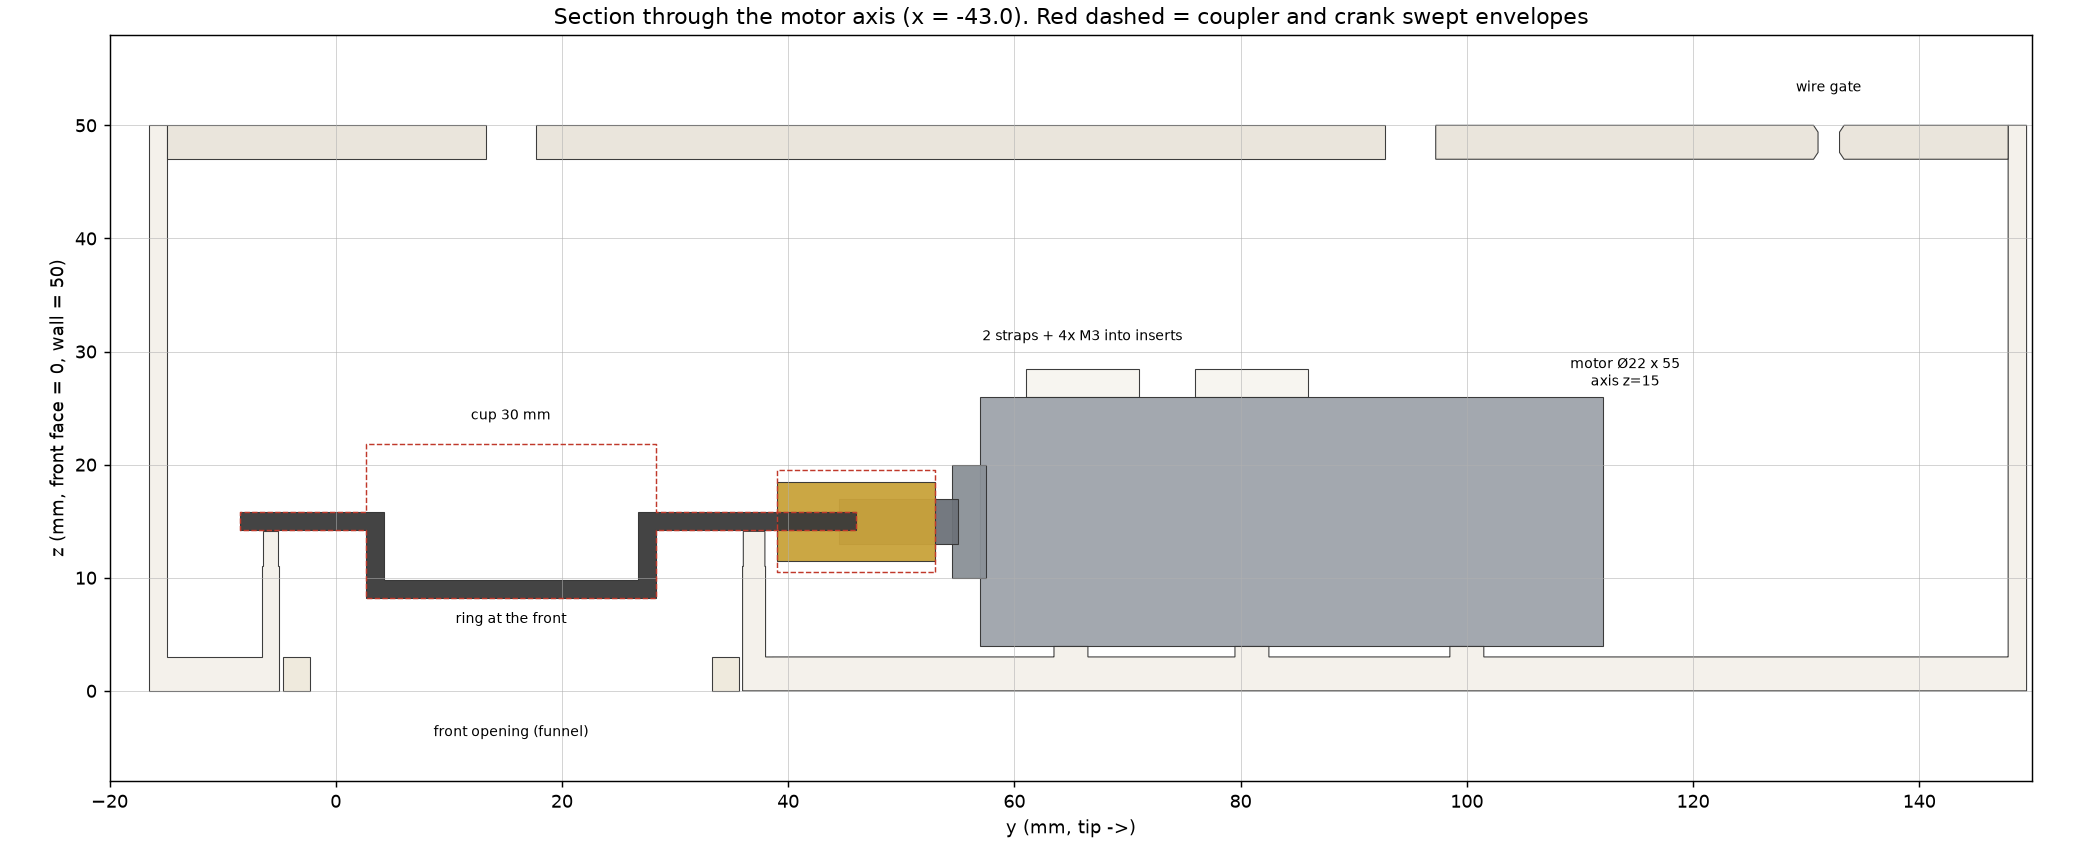 Section through the motor axis (x = -43.0). Red dashed = coupler and crank swept envelopes
wire gate
50
40
2 straps + 4x M3 into inserts
30
motor Ø22 x 55
axis z=15
cup 30 mm
20
10
ring at the front
0
front opening (funnel)
z (mm, front face = 0, wall = 50)
−20
0
20
40
60
80
100
120
140
y (mm, tip ->)